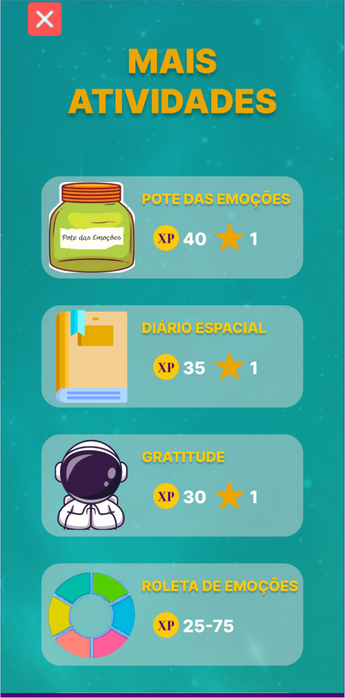 MAIS
ATIVIDADES
POTE DAS EMOÇÕES
Pote das Emoções
XP 40 1
DIÁRIO ESPACIAL
XP 35 1
GRATITUDE
XP 30 1
ROLETA DE EMOÇÕES
XP 25-75